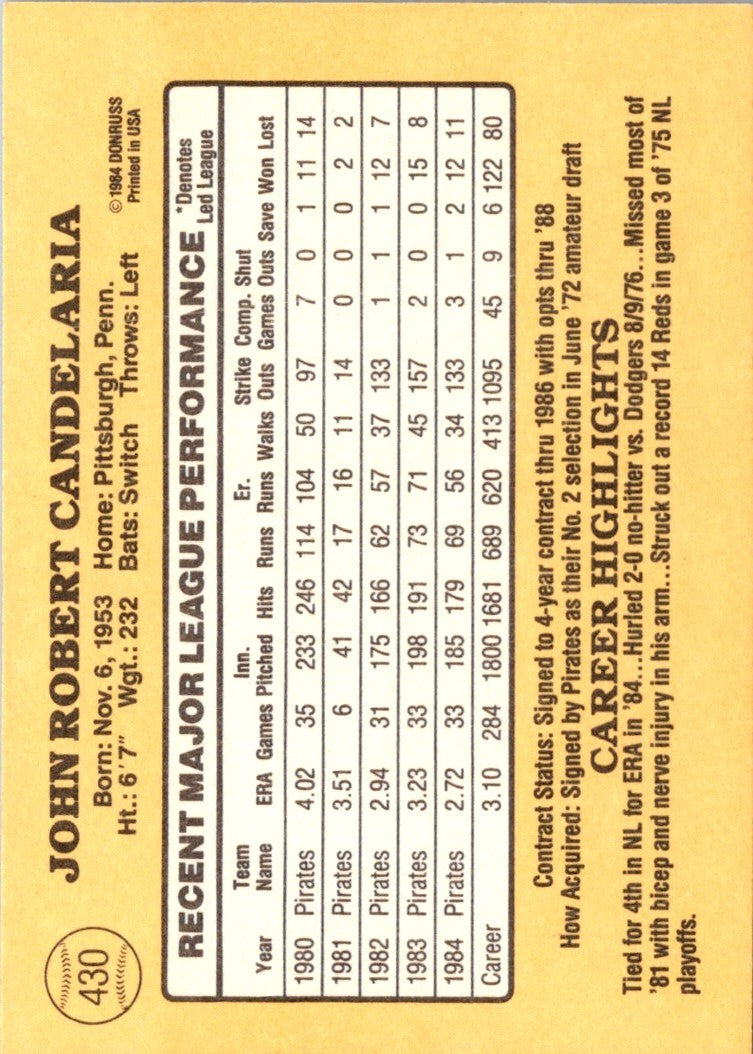 430
JOHN ROBERT CANDELARIA
Born: Nov. 6, 1953 Home: Pittsburgh, Penn. ©1984 DONRUSS
Ht.: 6'7" Wgt.: 232 Bats: Switch Throws: Left Printed in USA
RECENT MAJOR LEAGUE PERFORMANCE *Denotes Led League
Team Inn. Er. Strike Comp. Shut
Year Name ERA Games Pitched Hits Runs Runs Walks Outs Games Outs Save Won Lost
1980 Pirates 4.02 35 233 246 114 104 50 97 7 0 1 11 14
1981 Pirates 3.51 6 41 42 17 16 11 14 0 0 0 2 2
1982 Pirates 2.94 31 175 166 62 57 37 133 1 1 1 12 7
1983 Pirates 3.23 33 198 191 73 71 45 157 2 0 0 15 8
1984 Pirates 2.72 33 185 179 69 56 34 133 3 1 2 12 11
Career 3.10 284 1800 1681 689 620 413 1095 45 9 6 122 80
Contract Status: Signed to 4-year contract thru 1986 with opts thru '88
How Acquired: Signed by Pirates as their No. 2 selection in June '72 amateur draft
CAREER HIGHLIGHTS
Tied for 4th in NL for ERA in '84...Hurled 2-0 no-hitter vs. Dodgers 8/9/76...Missed most of
'81 with bicep and nerve injury in his arm...Struck out a record 14 Reds in game 3 of '75 NL
playoffs.